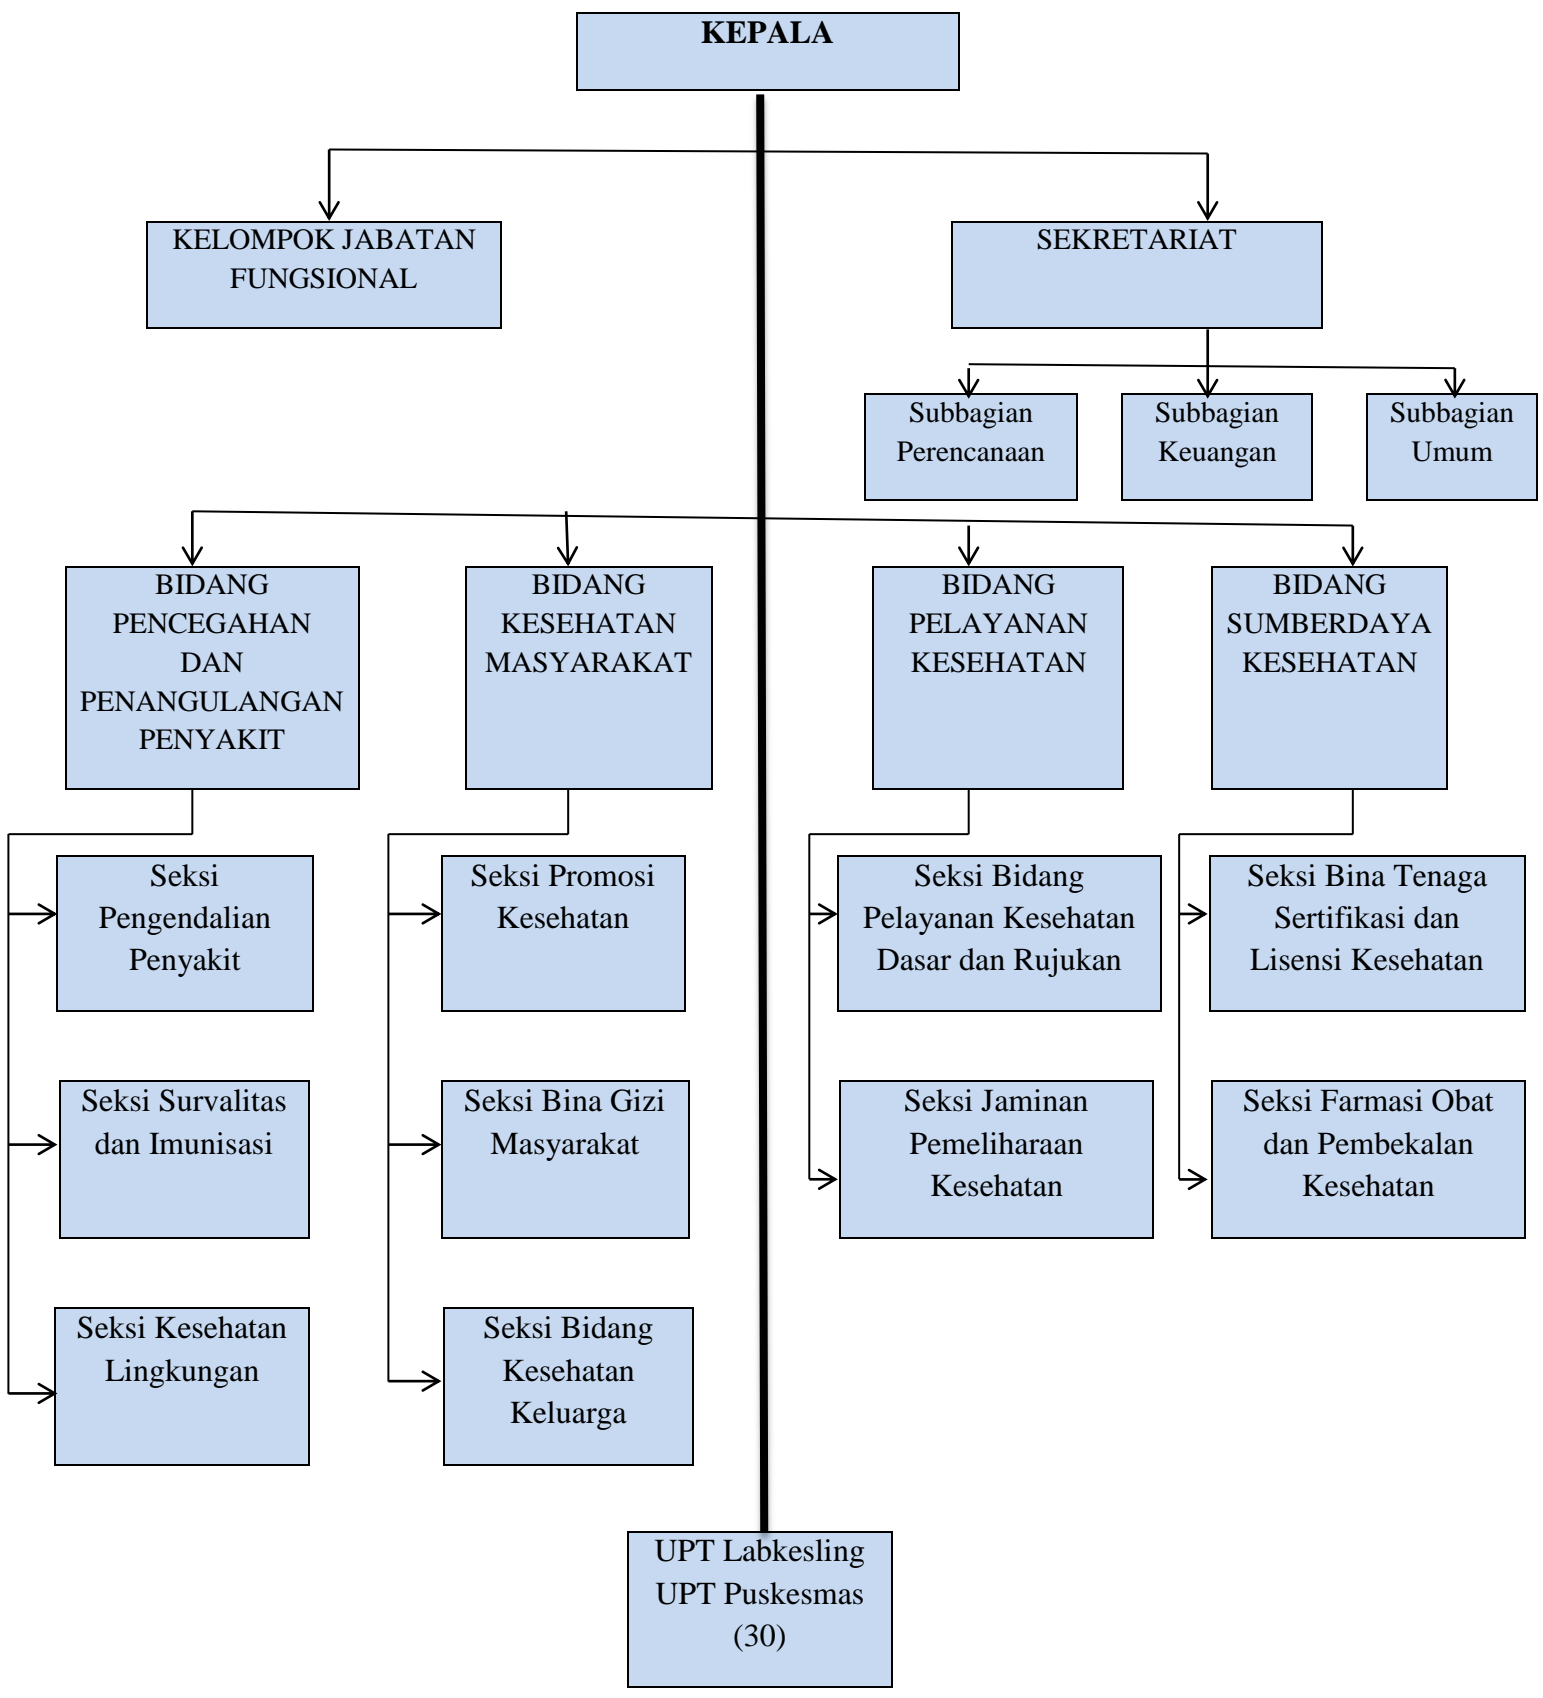 KEPALA
KELOMPOK JABATAN
FUNGSIONAL
SEKRETARIAT
Subbagian
Perencanaan
Subbagian
Keuangan
Subbagian
Umum
BIDANG
PENCEGAHAN
DAN
PENANGULANGAN
PENYAKIT
BIDANG
KESEHATAN
MASYARAKAT
BIDANG
PELAYANAN
KESEHATAN
BIDANG
SUMBERDAYA
KESEHATAN
Seksi
Pengendalian
Penyakit
Seksi Promosi
Kesehatan
Seksi Bidang
Pelayanan Kesehatan
Dasar dan Rujukan
Seksi Bina Tenaga
Sertifikasi dan
Lisensi Kesehatan
Seksi Survalitas
dan Imunisasi
Seksi Bina Gizi
Masyarakat
Seksi Jaminan
Pemeliharaan
Kesehatan
Seksi Farmasi Obat
dan Pembekalan
Kesehatan
Seksi Kesehatan
Lingkungan
Seksi Bidang
Kesehatan
Keluarga
UPT Labkesling
UPT Puskesmas
(30)